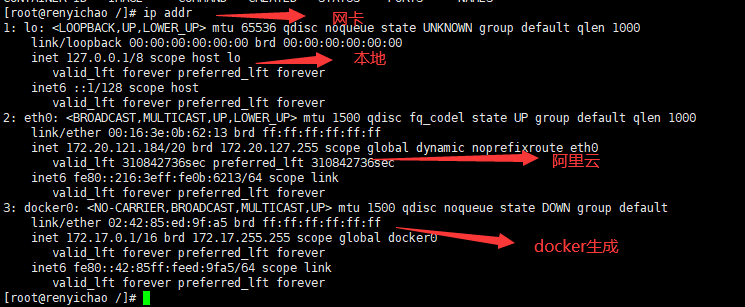 [root@renyichao /]# ip addr
网卡
1: lo: <LOOPBACK,UP,LOWER_UP> mtu 65536 qdisc noqueue state UNKNOWN group default qlen 1000
link/loopback 00:00:00:00:00:00 brd 00:00:00:00:00:00
inet 127.0.0.1/8 scope host lo
本地
valid_lft forever preferred_lft forever
inet6 ::1/128 scope host
valid_lft forever preferred_lft forever
2: eth0: <BROADCAST,MULTICAST,UP,LOWER_UP> mtu 1500 qdisc fq_codel state UP group default qlen 1000
link/ether 00:16:3e:0b:62:13 brd ff:ff:ff:ff:ff:ff
inet 172.20.121.184/20 brd 172.20.127.255 scope global dynamic noprefixroute eth0
valid_lft 310842736sec preferred_lft 310842736sec
阿里云
inet6 fe80::216:3eff:fe0b:6213/64 scope link
valid_lft forever preferred_lft forever
3: docker0: <NO-CARRIER,BROADCAST,MULTICAST,UP> mtu 1500 qdisc noqueue state DOWN group default
link/ether 02:42:85:ed:9f:a5 brd ff:ff:ff:ff:ff:ff
inet 172.17.0.1/16 brd 172.17.255.255 scope global docker0
docker生成
valid_lft forever preferred_lft forever
inet6 fe80::42:85ff:feed:9fa5/64 scope link
valid_lft forever preferred_lft forever
[root@renyichao /]#